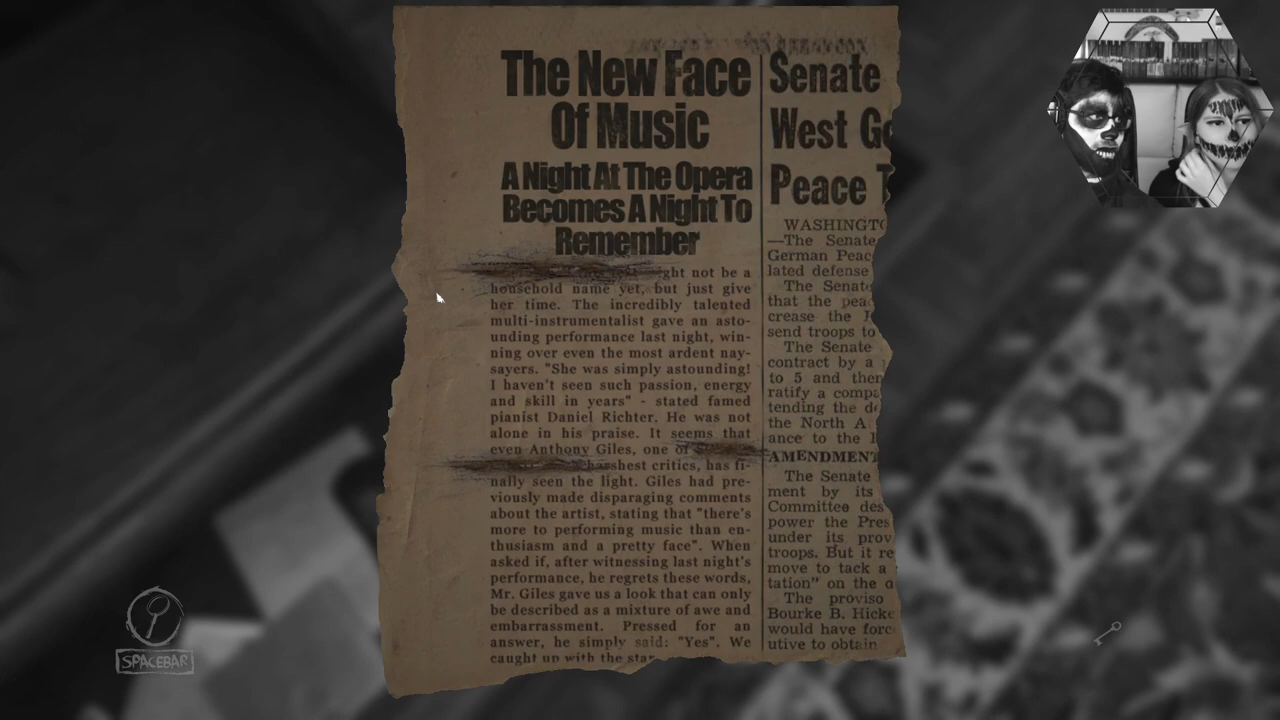 The New Face
Of Music
A Night At The Opera
Becomes A Night To
Remember
not be a
household name yet, but just give
her time. The incredibly talented
multi-instrumentalist gave an asto-
unding performance last night, win-
ning over even the most ardent nay-
sayers. "She was simply astounding!
I haven't seen such passion, energy
and skill in years" - stated famed
pianist Daniel Richter. He was not
alone in his praise. It seems that
even Anthony Giles, one of
harshest critics, has fi-
nally seen the light. Giles had pre-
viously made disparaging comments
about the artist, stating that "there's
more to performing music than en-
thusiasm and a pretty face". When
asked if, after witnessing last night's
performance, he regrets these words,
Mr. Giles gave us a look that can only
be described as a mixture of awe and
embarrassment. Pressed for an
answer, he simply said: "Yes". We
caught up with the star
Senate
West Go
Peace T
WASHINGTO
—The Senate
German Peac
lated defense
The Senate
that the peac
crease the
send troops to
The Senate
contract by a
to 5 and then
ratify a compa
tending the de
the North A
ance to the
AMENDMENT
The Senate
ment by its
Committee des
power the Pres
under its prov
troops. But it re
move to tack a
tation" on the o
The proviso
Bourke B. Hicke
would have forc
utive to obtain
SPACEBAR